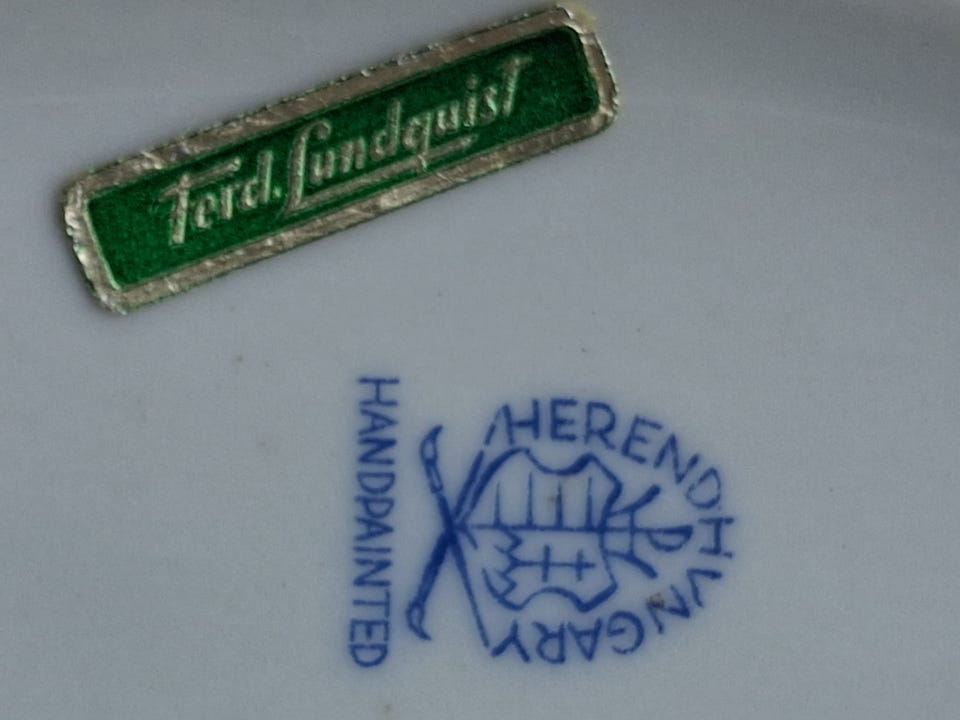 Ferd. Lundquist
HEREND HUNGARY
HANDPAINTED